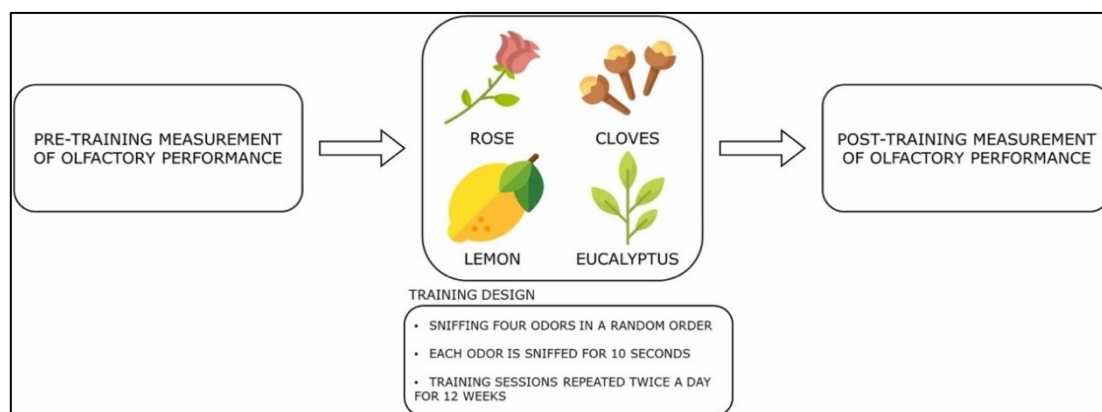 PRE-TRAINING MEASUREMENT
OF OLFACTORY PERFORMANCE
ROSE
CLOVES
LEMON
EUCALYPTUS
POST-TRAINING MEASUREMENT
OF OLFACTORY PERFORMANCE
TRAINING DESIGN
• SNIFFING FOUR ODORS IN A RANDOM ORDER
• EACH ODOR IS SNIFFED FOR 10 SECONDS
• TRAINING SESSIONS REPEATED TWICE A DAY
FOR 12 WEEKS